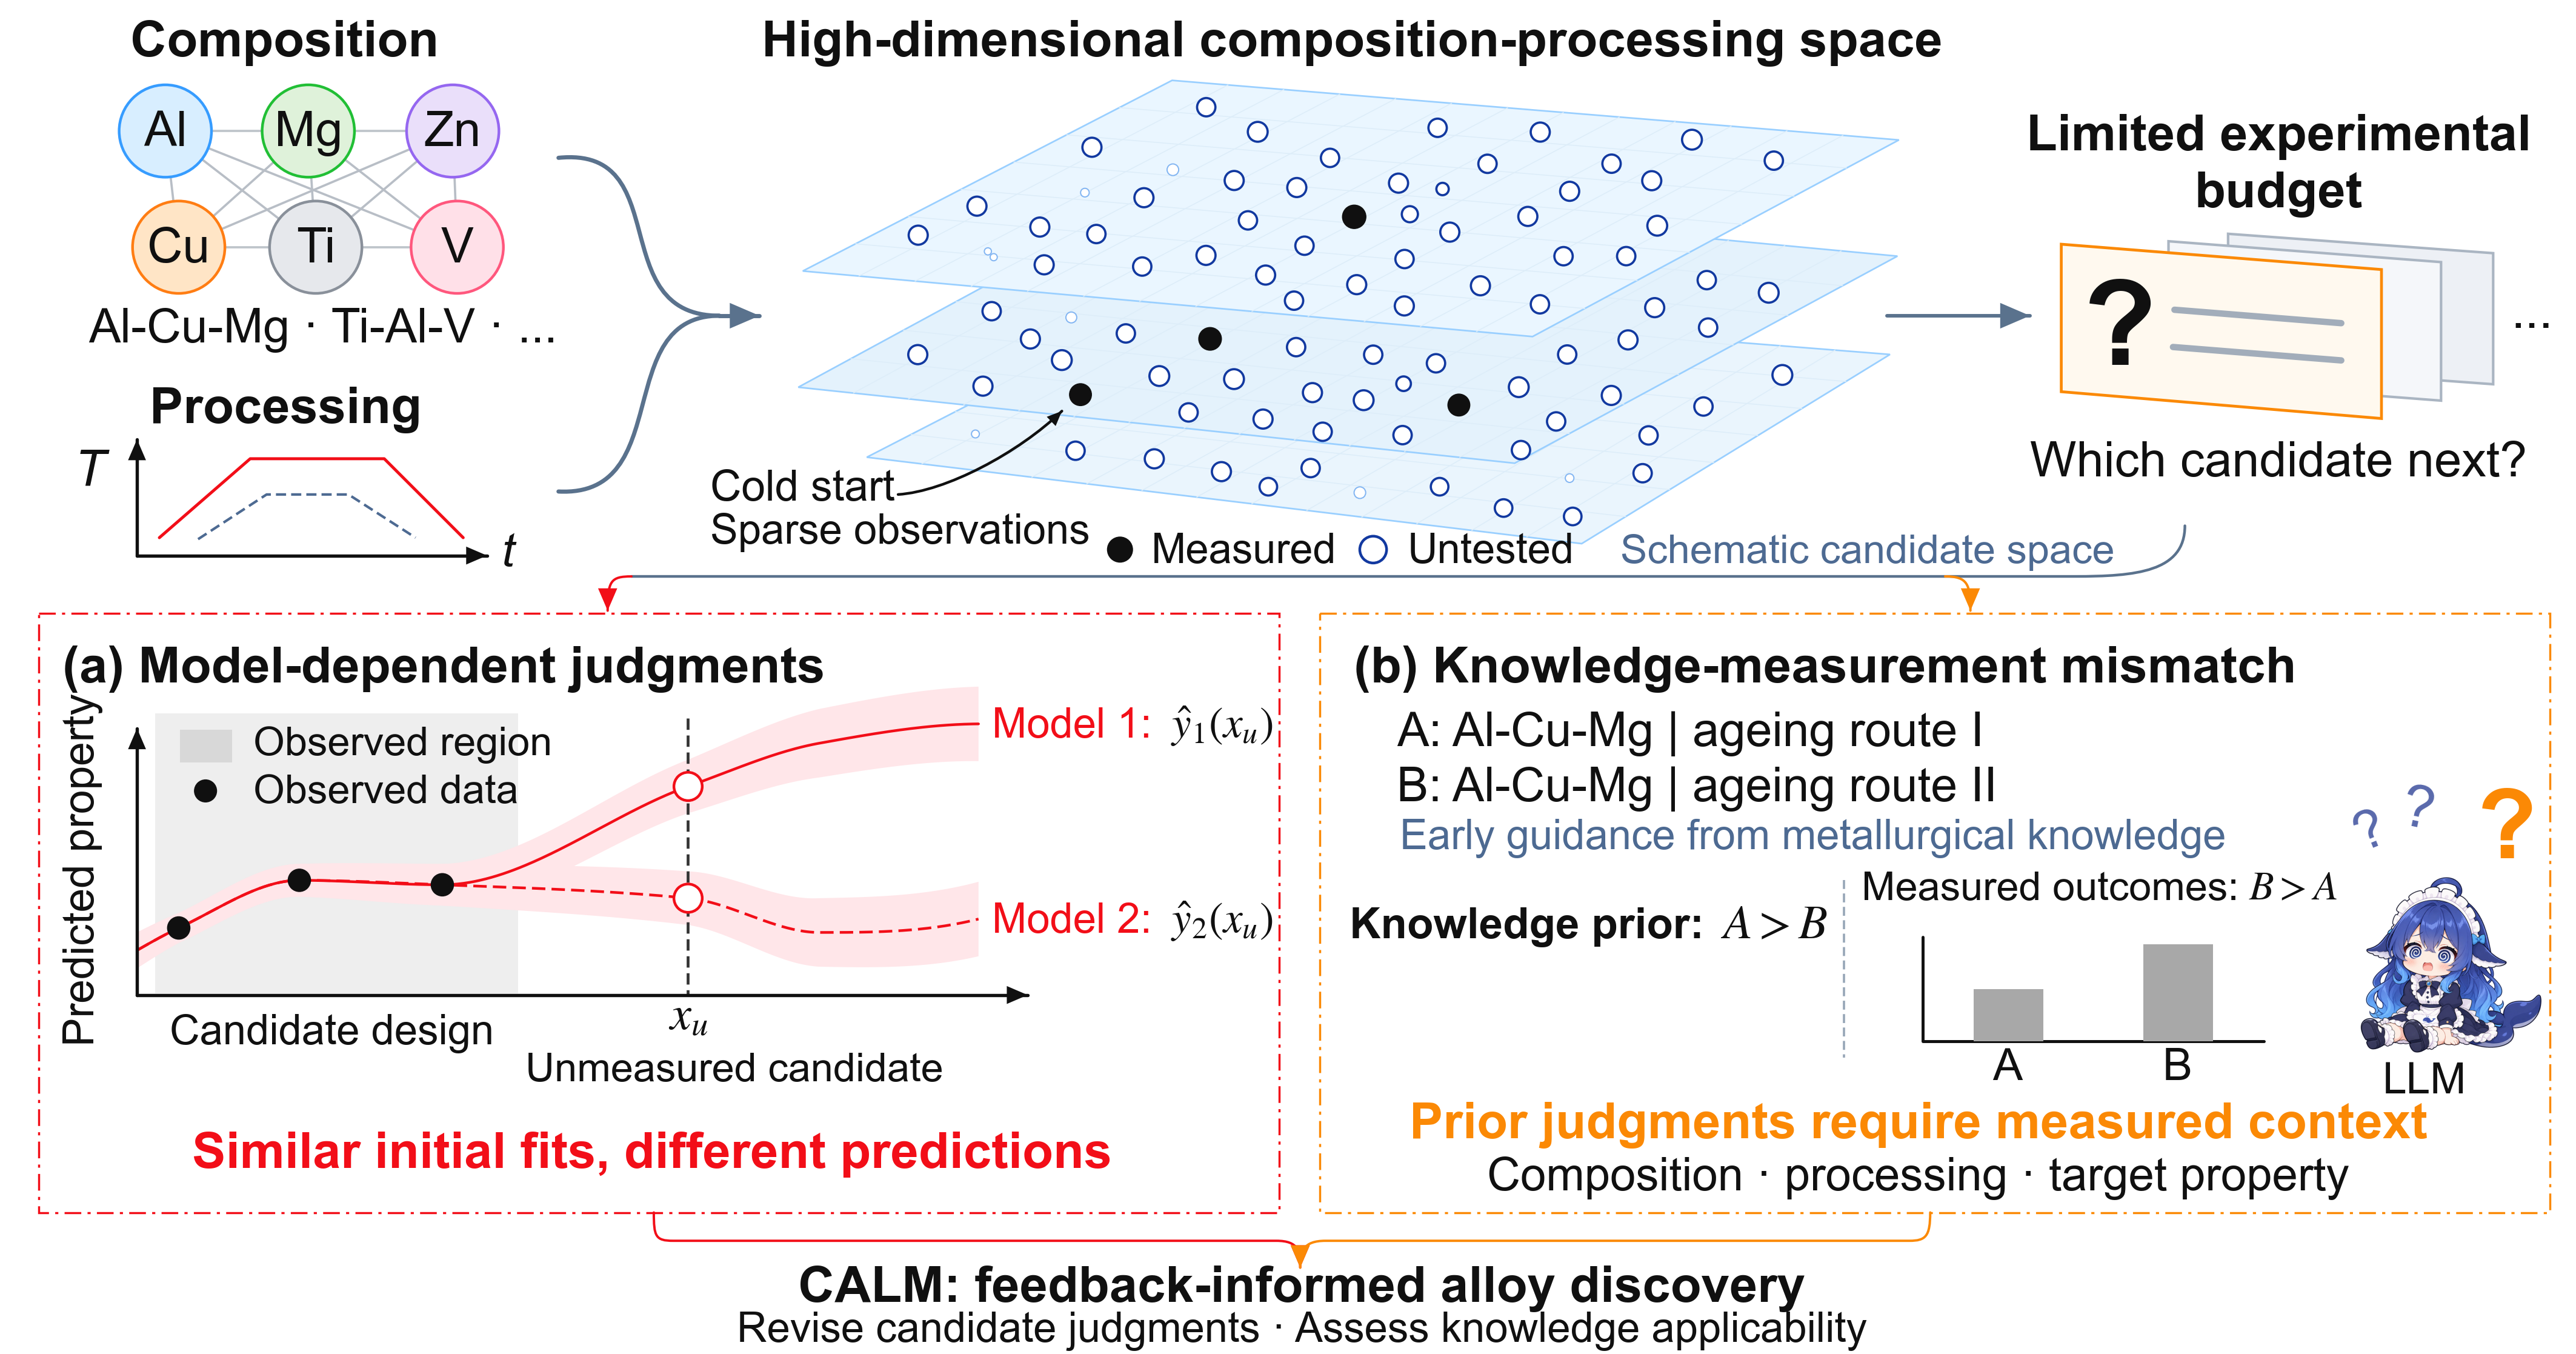 Composition
Al
Mg
Zn
Cu
Ti
V
Al-Cu-Mg · Ti-Al-V · ...
Processing
T
t
High-dimensional composition-processing space
Cold start
Sparse observations
Measured
Untested
Schematic candidate space
Limited experimental
budget
?
...
Which candidate next?
(a) Model-dependent judgments
Predicted property
Observed region
Observed data
Model 1: ŷ₁(xᵤ)
Model 2: ŷ₂(xᵤ)
Candidate design
xᵤ
Unmeasured candidate
Similar initial fits, different predictions
(b) Knowledge-measurement mismatch
A: Al-Cu-Mg | ageing route I
B: Al-Cu-Mg | ageing route II
Early guidance from metallurgical knowledge
Knowledge prior: A > B
Measured outcomes: B > A
A
B
? ? ?
LLM
Prior judgments require measured context
Composition · processing · target property
CALM: feedback-informed alloy discovery
Revise candidate judgments · Assess knowledge applicability